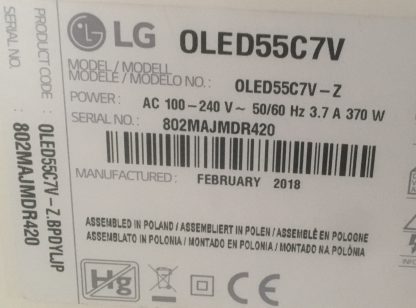 LG OLED55C7V
MODEL / MODELL
MODÈLE / MODELO NO. : OLED55C7V-Z
POWER : AC 100-240 V ~ 50/60 Hz 3.7 A 370 W
SERIAL NO. : 802MAJMDR420
MANUFACTURED : FEBRUARY 2018
ASSEMBLED IN POLAND / ASSEMBLIERT IN POLEN / ASSEMBLÉ EN POLOGNE
ASSEMBLATO IN POLONIA / MONTADO EN POLONIA / MONTADO NA POLÓNIA
Hg CE
PRODUCT CODE : OLED55C7V-Z.BPDYLJP
SERIAL NO. : 802MAJMDR420